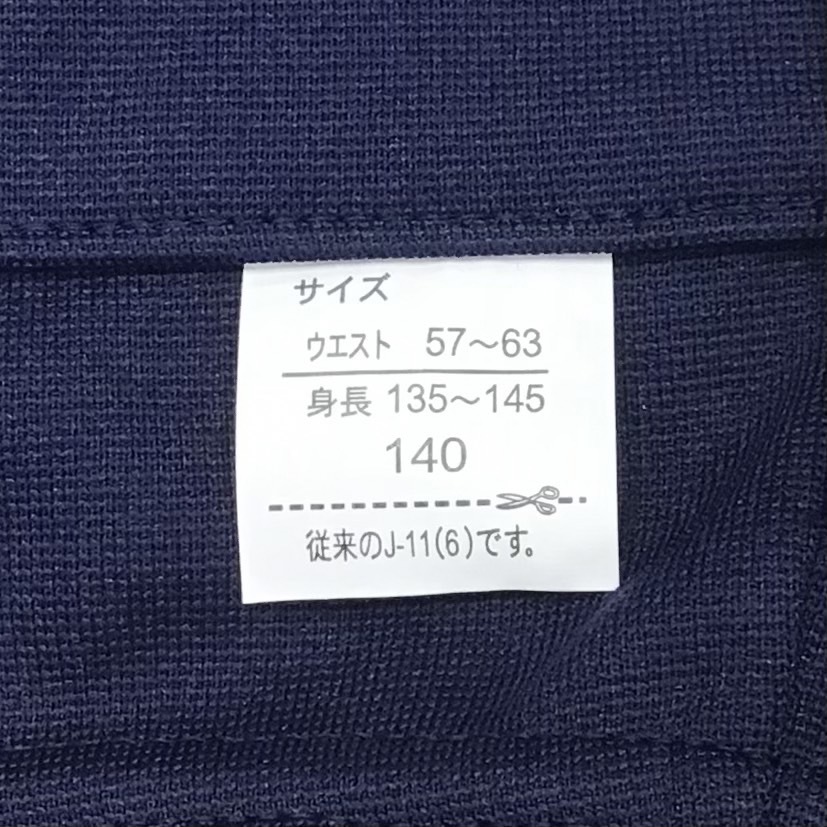 サイズ
ウエスト 57〜63
身長 135〜145
140
従来のJ-11(6)です。